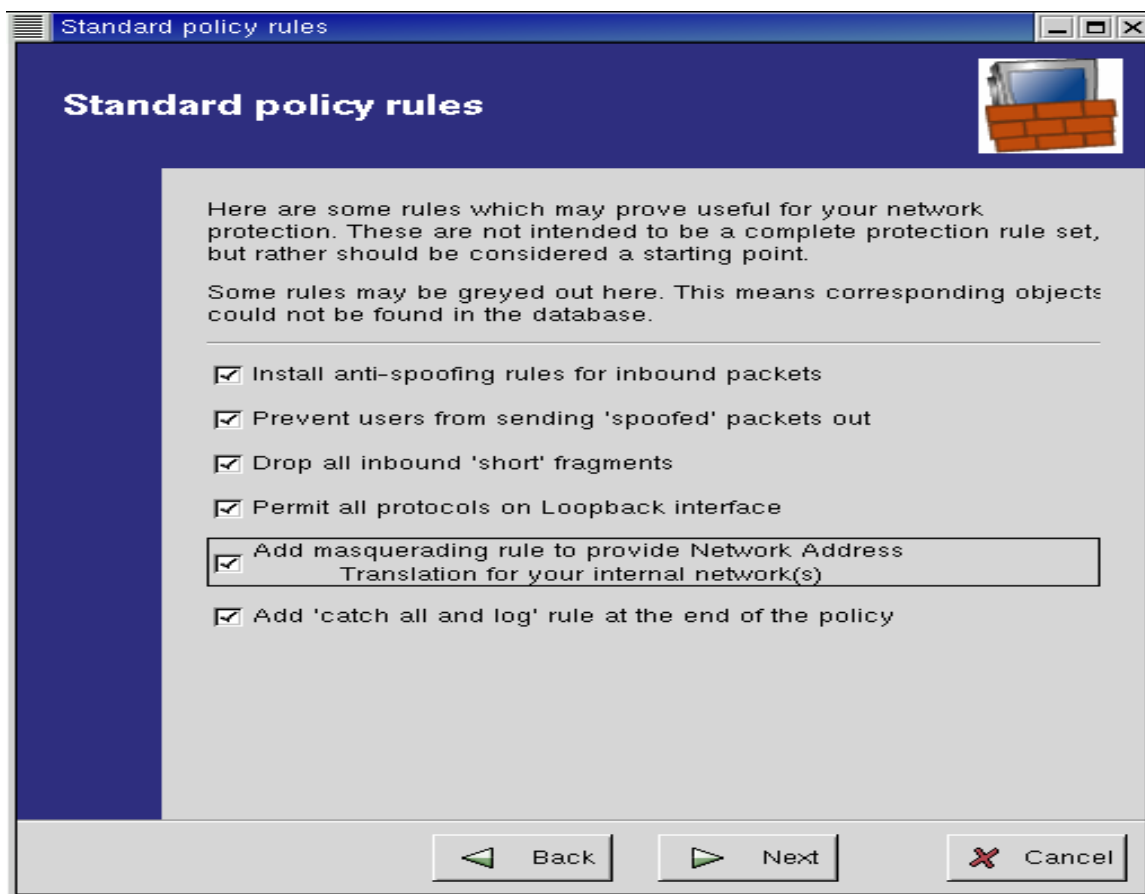 Standard policy rules
Standard policy rules
Here are some rules which may prove useful for your network
protection. These are not intended to be a complete protection rule set,
but rather should be considered a starting point.
Some rules may be greyed out here. This means corresponding objects
could not be found in the database.
Install anti-spoofing rules for inbound packets
Prevent users from sending 'spoofed' packets out
Drop all inbound 'short' fragments
Permit all protocols on Loopback interface
Add masquerading rule to provide Network Address
Translation for your internal network(s)
Add 'catch all and log' rule at the end of the policy
Back Next Cancel